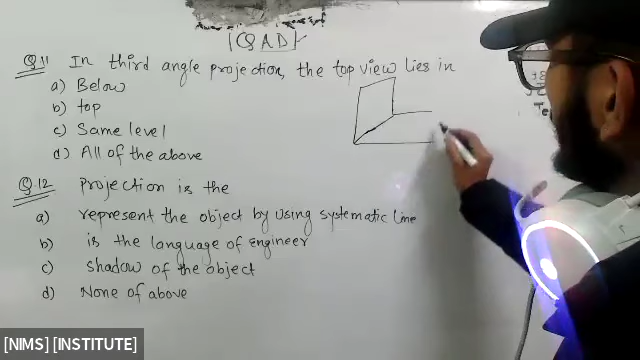 |CQAD|
Q.11 In third angle projection, the top view lies in
a) Below
b) top
c) Same level
d) All of the above
Q.12 Projection is the
a) represent the object by using systematic line
b) is the language of engineer
c) shadow of the object
d) None of above
[NIMS] [INSTITUTE]